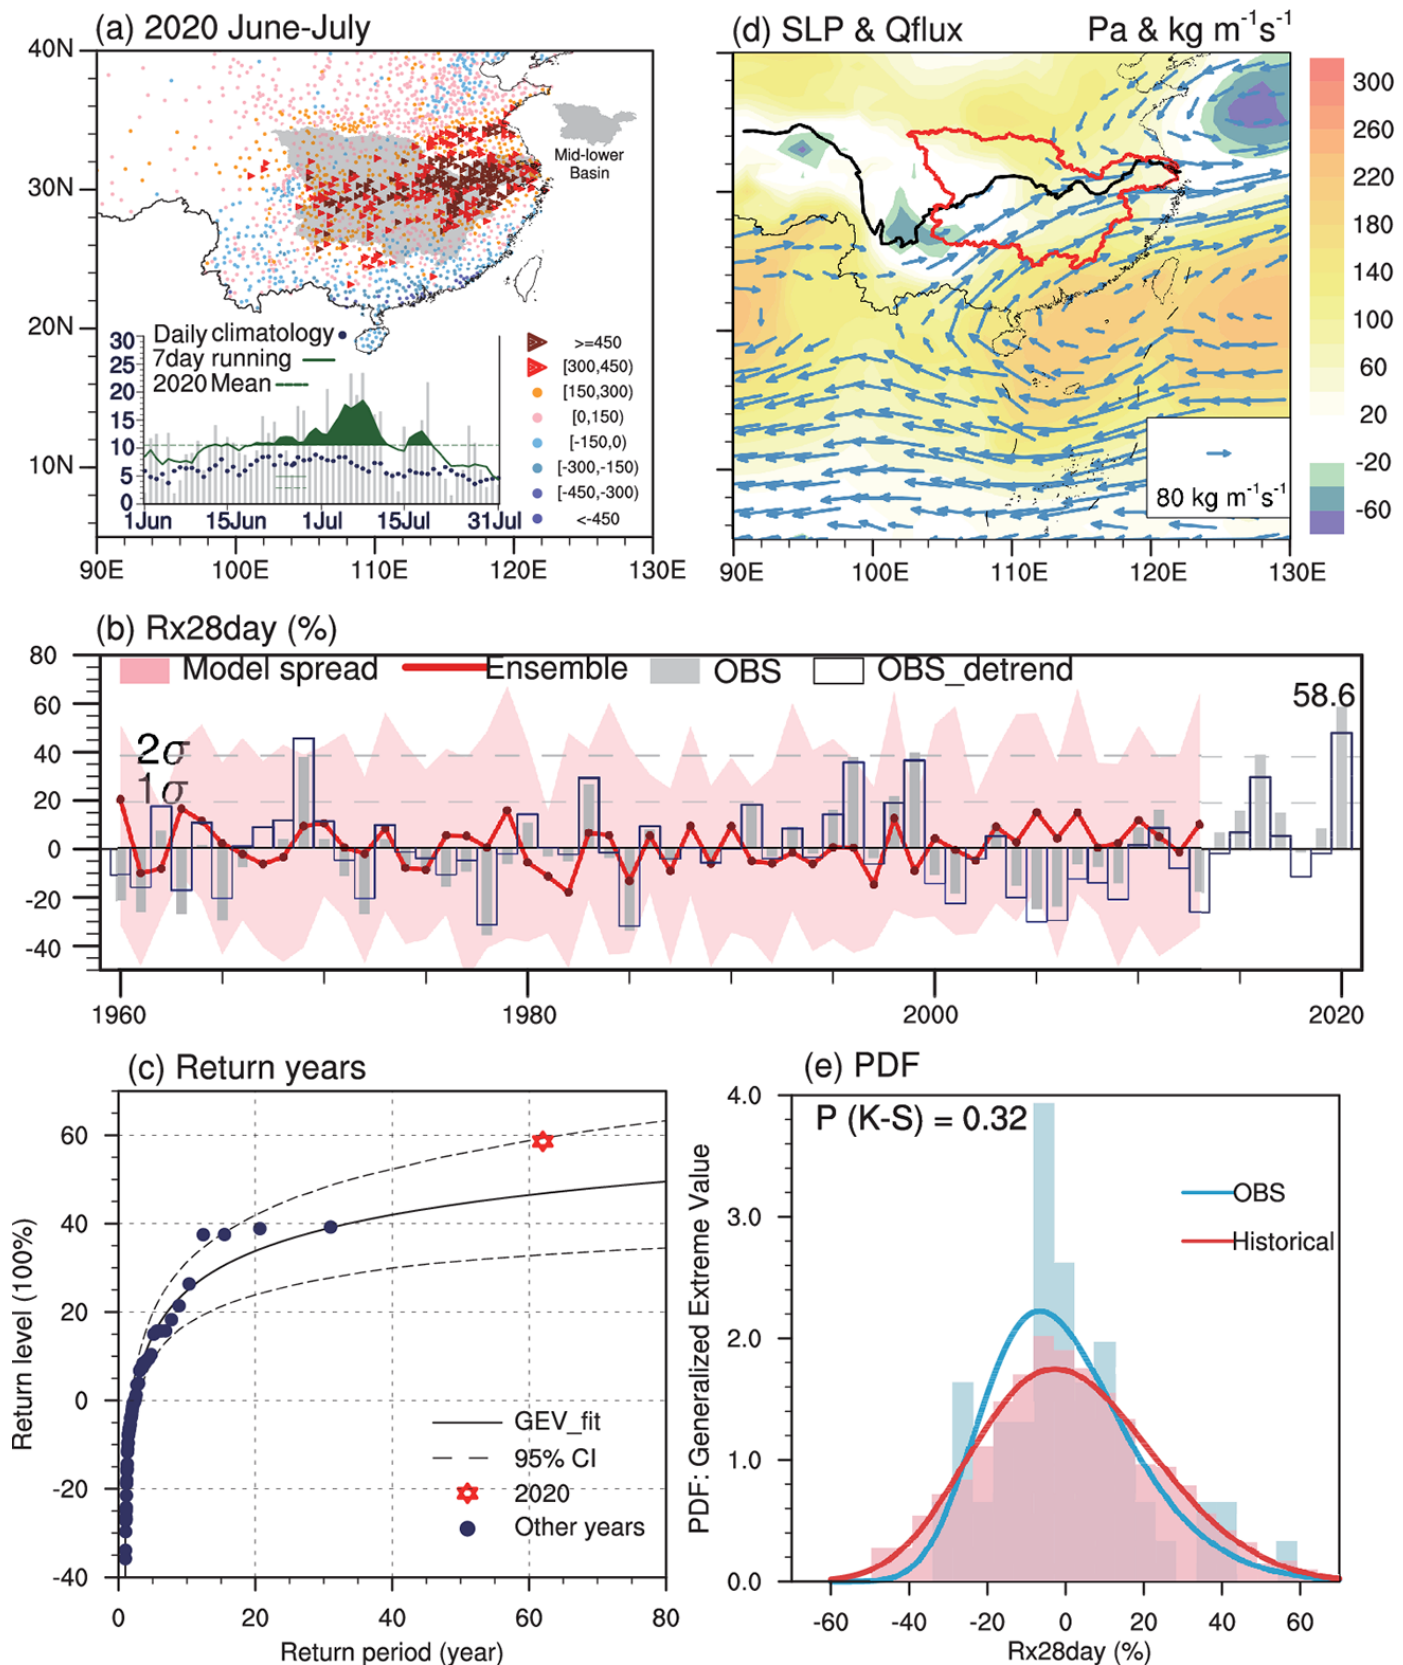 (a) 2020 June-July
40N
30N
20N
10N
90E 100E 110E 120E 130E
Mid-lower
Basin
Daily climatology
7day running
2020 Mean
30
25
20
15
10
5
0
1Jun 15Jun 1Jul 15Jul 31Jul
>=450
[300,450)
[150,300)
[0,150)
[-150,0)
[-300,-150)
[-450,-300)
<-450
(d) SLP & Qflux Pa & kg m⁻¹s⁻¹
80 kg m⁻¹s⁻¹
90E 100E 110E 120E 130E
300
260
220
180
140
100
60
20
-20
-60
(b) Rx28day (%)
Model spread Ensemble OBS OBS_detrend
58.6
2σ
1σ
80
60
40
20
0
-20
-40
1960 1980 2000 2020
(c) Return years
Return level (100%)
60
40
20
0
-20
-40
GEV_fit
95% CI
2020
Other years
0 20 40 60 80
Return period (year)
(e) PDF
P (K-S) = 0.32
OBS
Historical
PDF: Generalized Extreme Value
4.0
3.0
2.0
1.0
0.0
-60 -40 -20 0 20 40 60
Rx28day (%)